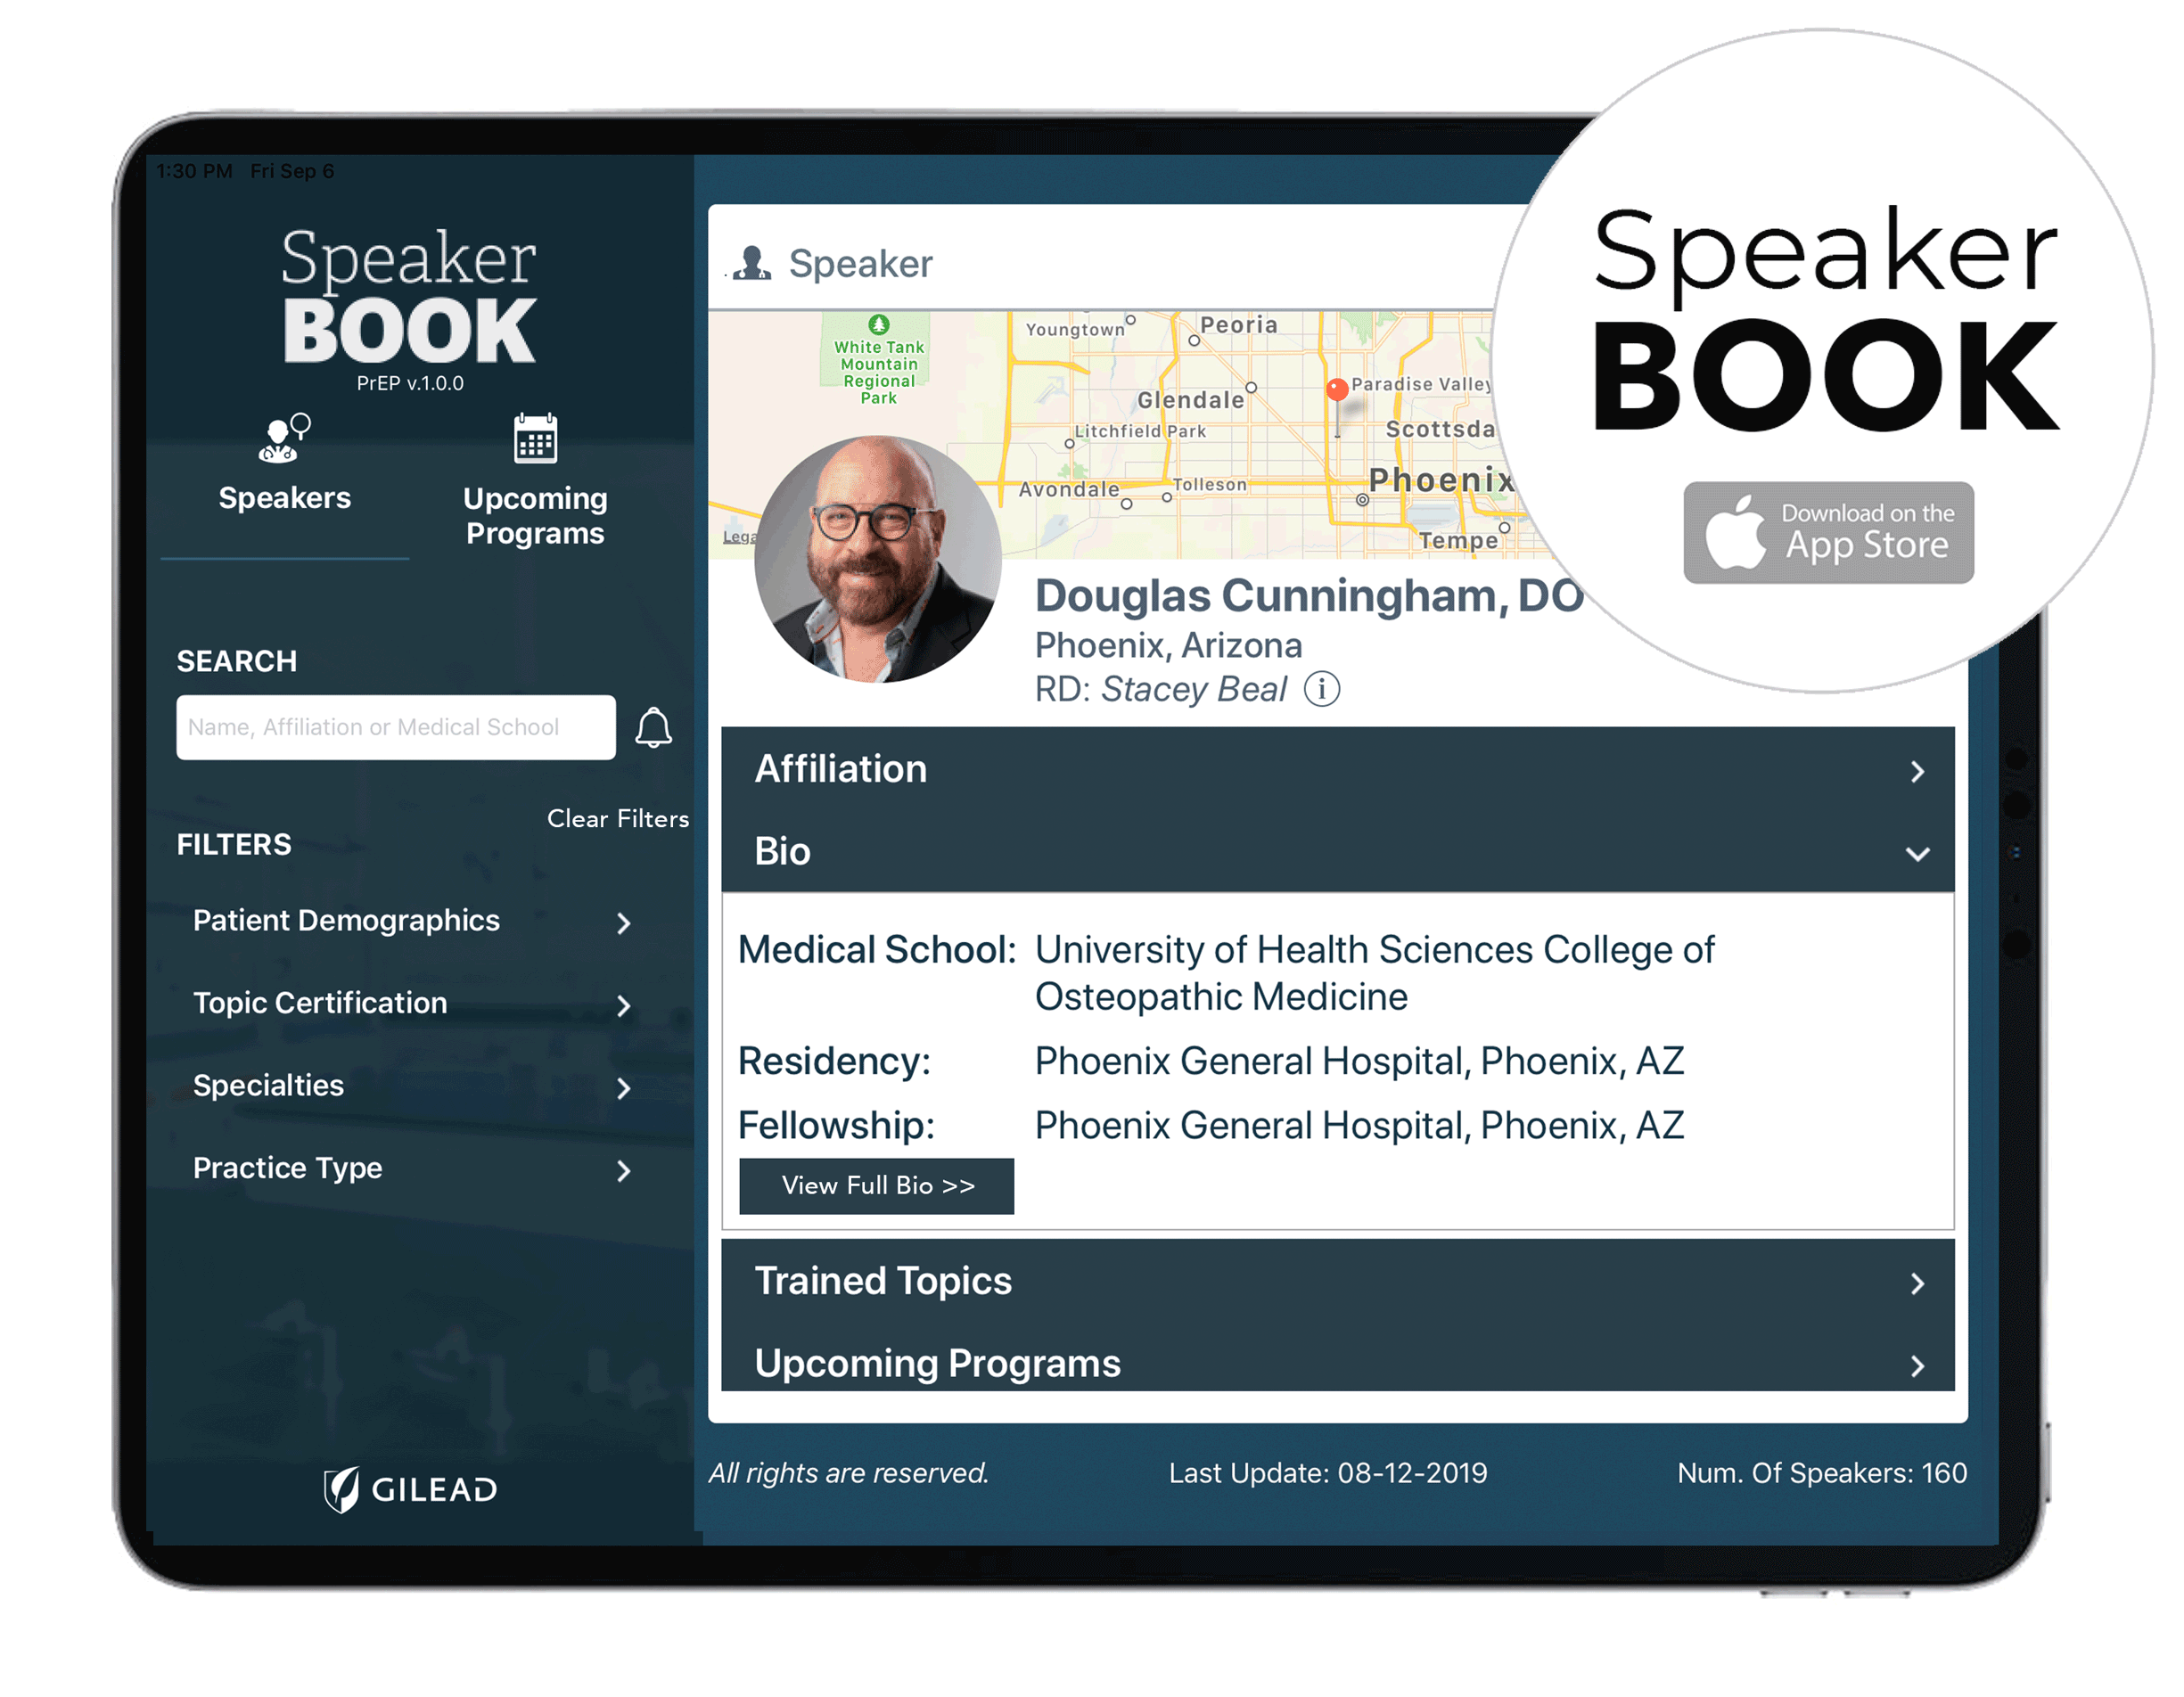 1:30 PM Fri Sep 6
Speaker
BOOK
PrEP v.1.0.0
Speakers
Upcoming
Programs
SEARCH
Name, Affiliation or Medical School
Clear Filters
FILTERS
Patient Demographics
Topic Certification
Specialties
Practice Type
GILEAD
Speaker
White Tank
Mountain
Regional
Park
Youngtown
Peoria
Glendale
Paradise Valley
Litchfield Park
Scottsda
Avondale
Tolleson
Phoenix
Tempe
Lega
Douglas Cunningham, DO
Phoenix, Arizona
RD: Stacey Beal i
Affiliation
Bio
Medical School: University of Health Sciences College of
Osteopathic Medicine
Residency: Phoenix General Hospital, Phoenix, AZ
Fellowship: Phoenix General Hospital, Phoenix, AZ
View Full Bio >>
Trained Topics
Upcoming Programs
All rights are reserved. Last Update: 08-12-2019 Num. Of Speakers: 160
Speaker
BOOK
Download on the
App Store